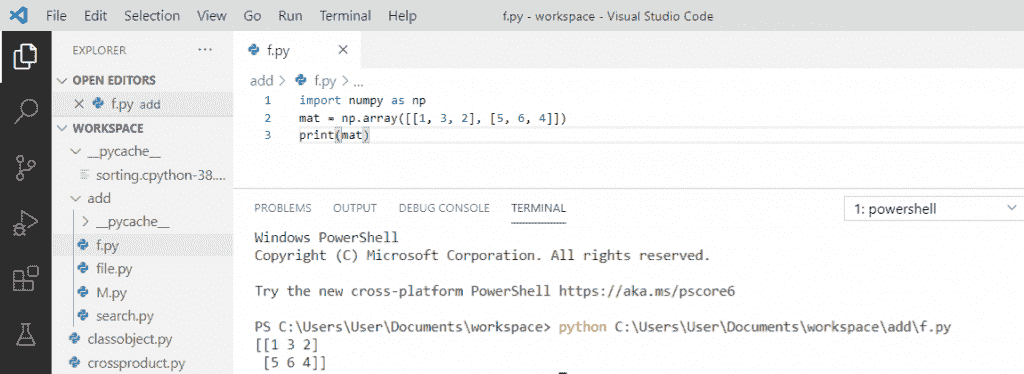 File Edit Selection View Go Run Terminal Help f.py - workspace - Visual Studio Code
EXPLORER ...
OPEN EDITORS
f.py add
WORKSPACE
__pycache__
sorting.cpython-38....
add
__pycache__
f.py
file.py
M.py
search.py
classobject.py
crossproduct.py
f.py
add > f.py > ...
1 import numpy as np
2 mat = np.array([[1, 3, 2], [5, 6, 4]])
3 print(mat)
PROBLEMS OUTPUT DEBUG CONSOLE TERMINAL 1: powershell
Windows PowerShell
Copyright (C) Microsoft Corporation. All rights reserved.
Try the new cross-platform PowerShell https://aka.ms/pscore6
PS C:\Users\User\Documents\workspace> python C:\Users\User\Documents\workspace\add\f.py
[[1 3 2]
 [5 6 4]]